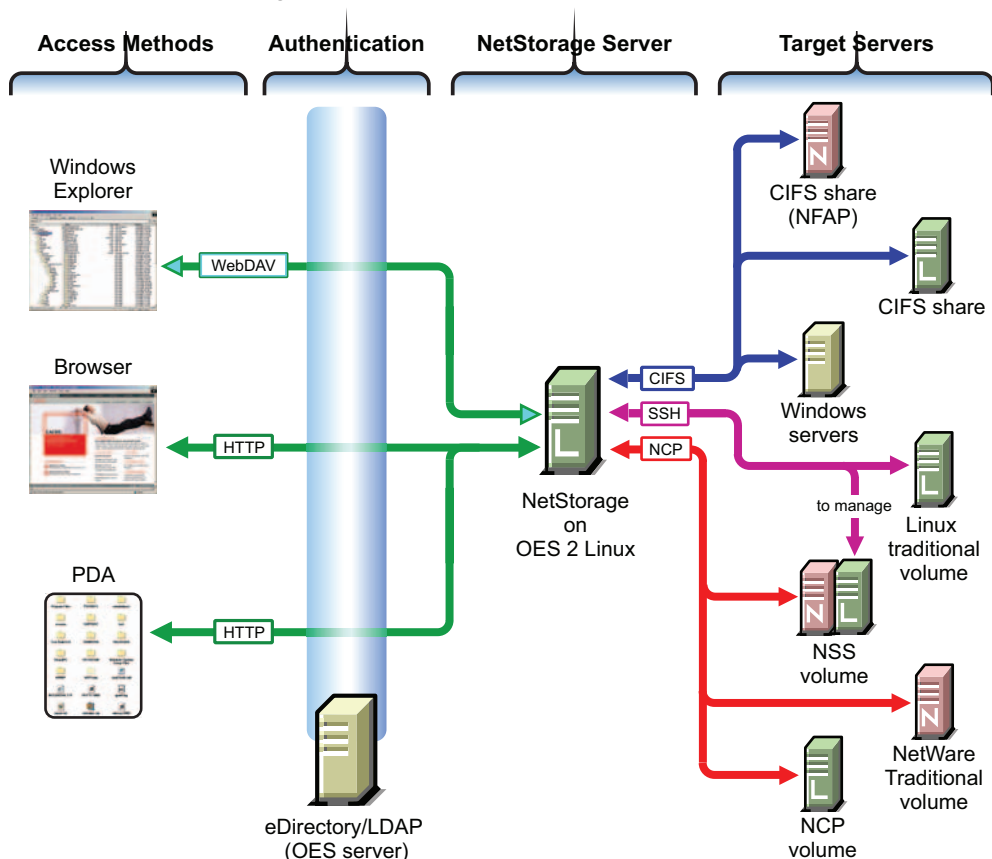 Access Methods
Authentication
NetStorage Server
Target Servers
Windows
Explorer
WebDAV
Browser
HTTP
PDA
HTTP
eDirectory/LDAP
(OES server)
L
NetStorage
on
OES 2 Linux
CIFS
SSH
NCP
N
CIFS share
(NFAP)
L
CIFS share
Windows
servers
L
Linux
traditional
volume
to manage
N
L
NSS
volume
N
NetWare
Traditional
volume
L
NCP
volume